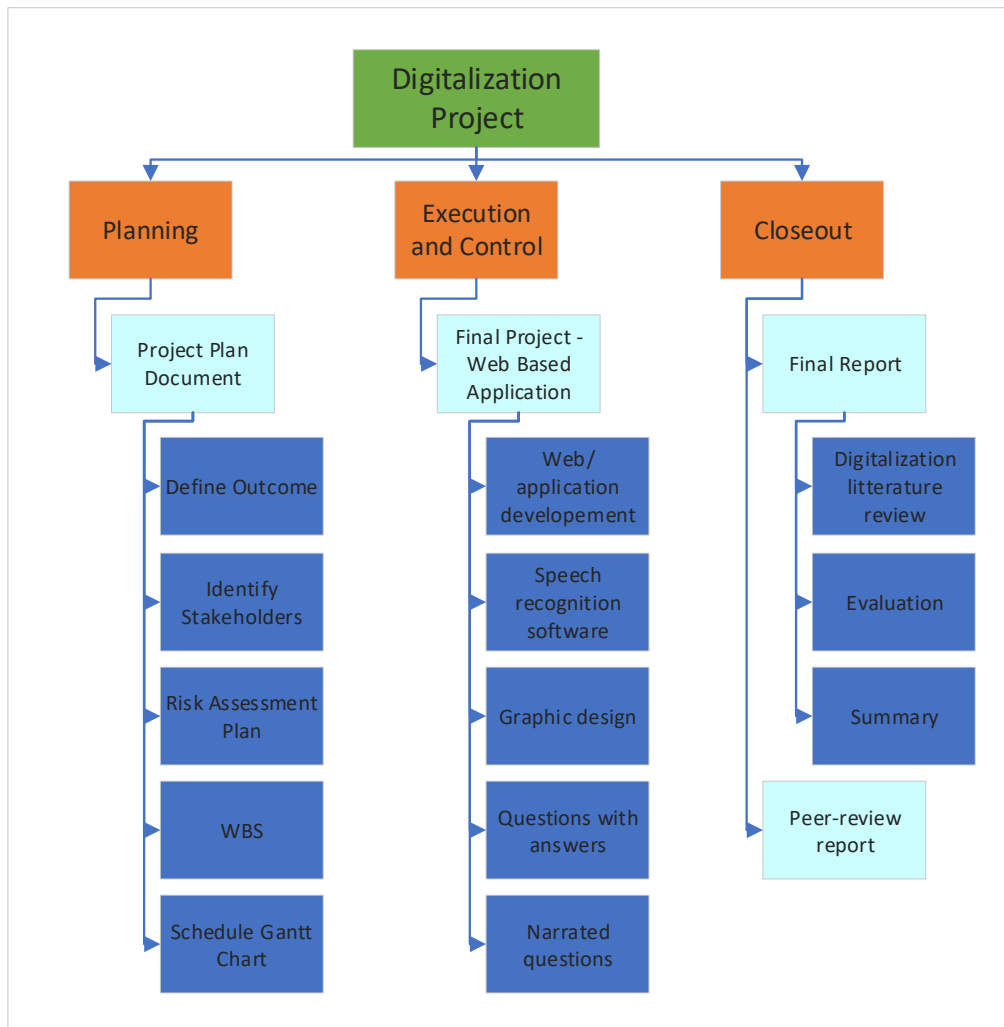 Digitalization
Project
Planning
Execution
and Control
Closeout
Project Plan
Document
Final Project -
Web Based
Application
Final Report
Define Outcome
Web/
application
developement
Digitalization
litterature
review
Identify
Stakeholders
Speech
recognition
software
Evaluation
Risk Assessment
Plan
Graphic design
Summary
WBS
Questions with
answers
Peer-review
report
Schedule Gantt
Chart
Narrated
questions